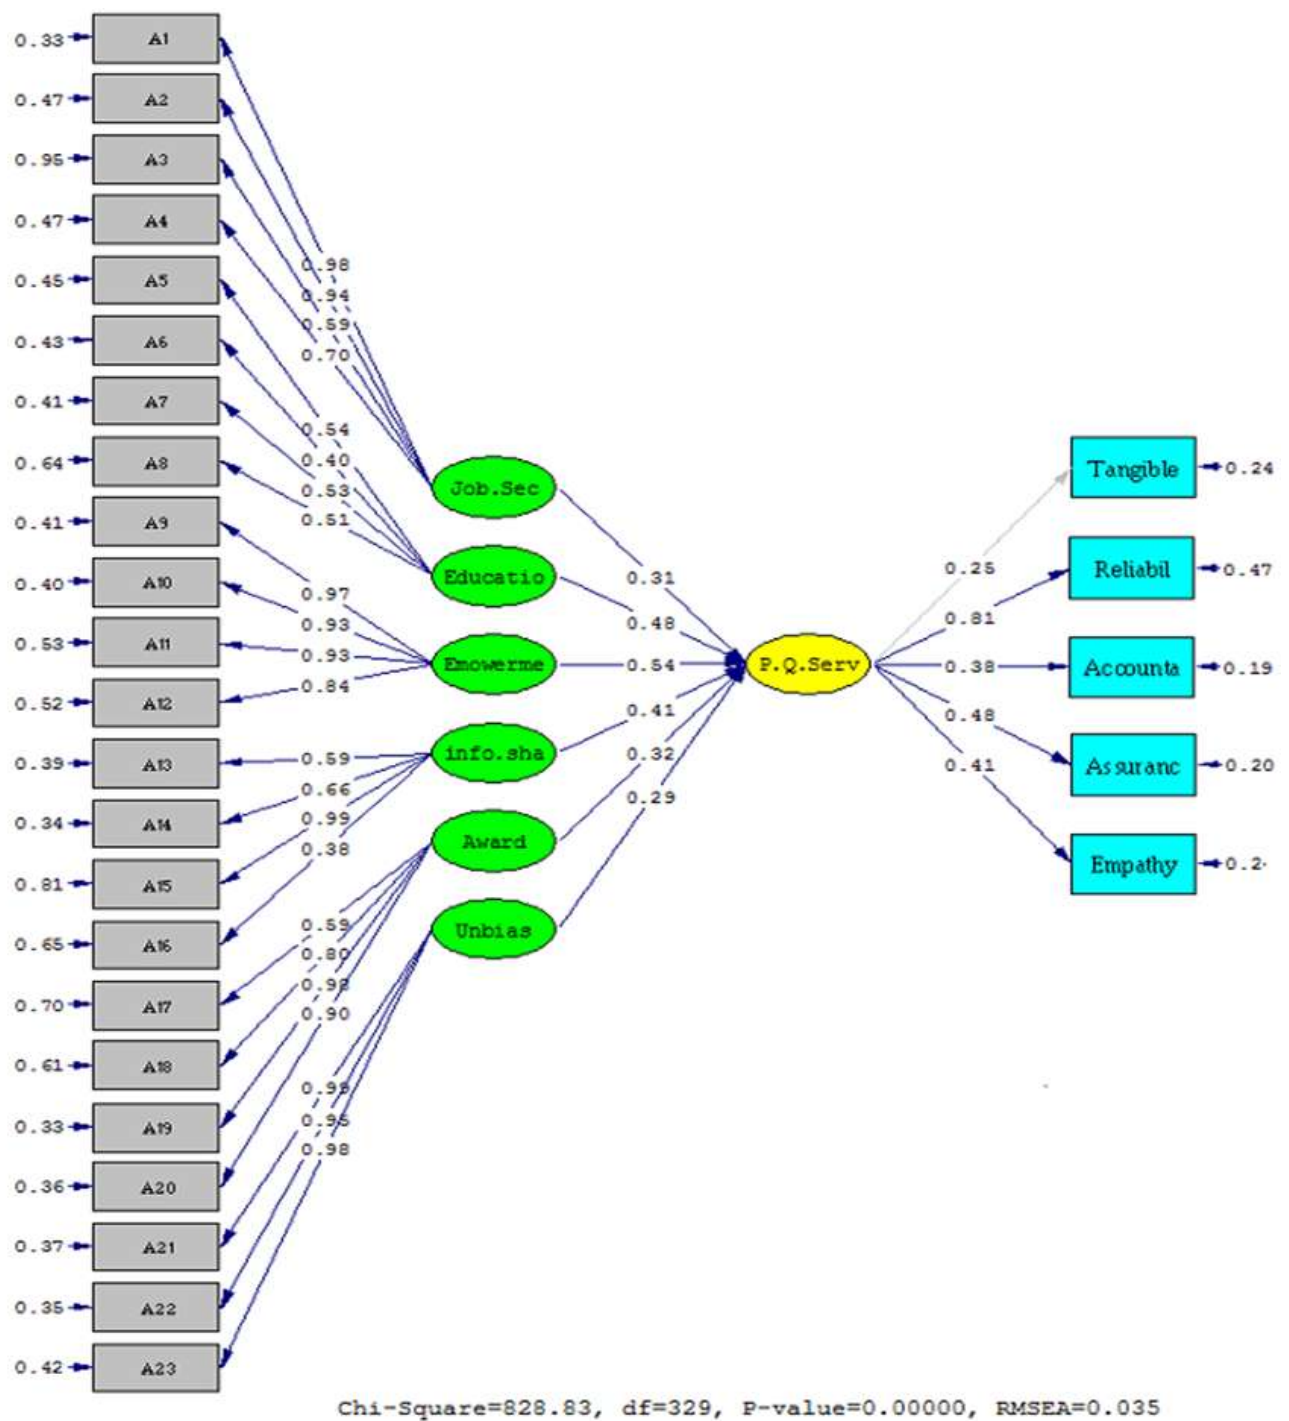 0.33 A1
0.47 A2
0.95 A3
0.47 A4
0.45 A5
0.43 A6
0.41 A7
0.64 A8
0.41 A9
0.40 A10
0.53 A11
0.52 A12
0.39 A13
0.34 A14
0.81 A15
0.65 A16
0.70 A17
0.61 A18
0.33 A19
0.36 A20
0.37 A21
0.35 A22
0.42 A23
0.98
0.94
0.59
0.70
0.54
0.40
0.53
0.51
0.97
0.93
0.93
0.84
0.59
0.66
0.99
0.38
0.59
0.80
0.98
0.90
0.99
0.95
0.98
Job.Sec
Educatio
Emowerme
info.sha
Award
Unbias
0.31
0.48
0.54
0.41
0.32
0.29
P.Q.Serv
0.25
0.81
0.38
0.48
0.41
Tangible 0.24
Reliabil 0.47
Accounta 0.19
Assuranc 0.20
Empathy
Chi-Square=828.83, df=329, P-value=0.00000, RMSEA=0.035